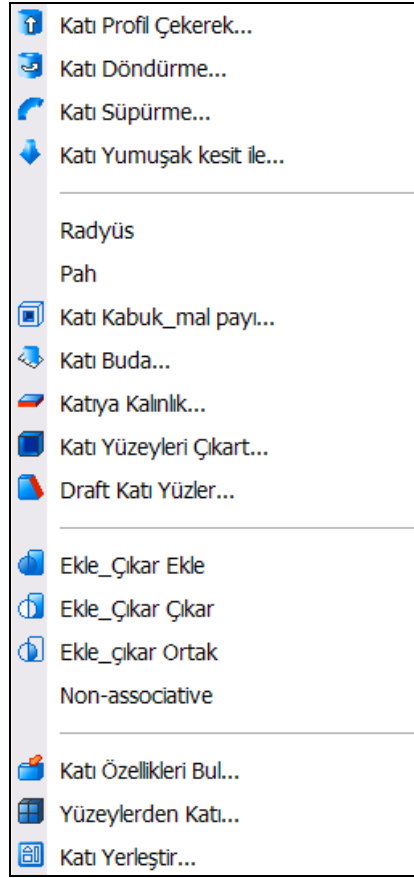 Katı Profil Çekerek...
Katı Döndürme...
Katı Süpürme...
Katı Yumuşak kesit ile...
Radyüs
Pah
Katı Kabuk_mal payı...
Katı Buda...
Katıya Kalınlık...
Katı Yüzeyleri Çıkart...
Draft Katı Yüzler...
Ekle_Çıkar Ekle
Ekle_Çıkar Çıkar
Ekle_çıkar Ortak
Non-associative
Katı Özellikleri Bul...
Yüzeylerden Katı...
Katı Yerleştir...